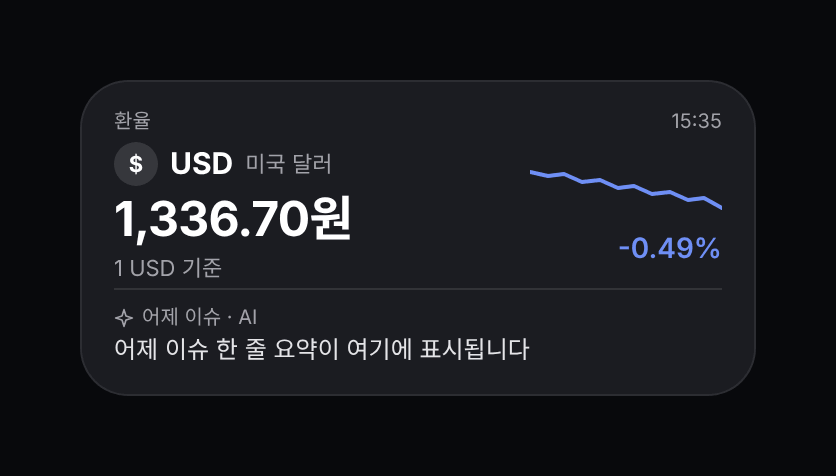 환율 15:35
$ USD 미국 달러
1,336.70원
-0.49%
1 USD 기준
어제 이슈 · AI
어제 이슈 한 줄 요약이 여기에 표시됩니다